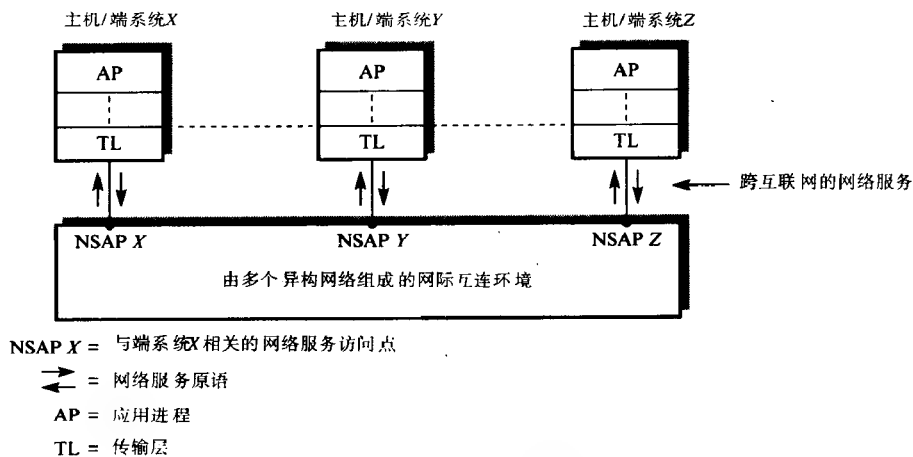 主机/端系统X 主机/端系统Y 主机/端系统Z
AP AP AP
TL TL TL
跨互联网的网络服务
NSAP X NSAP Y NSAP Z
由多个异构网络组成的网际互连环境
NSAP X = 与端系统X相关的网络服务访问点
= 网络服务原语
AP = 应用进程
TL = 传输层